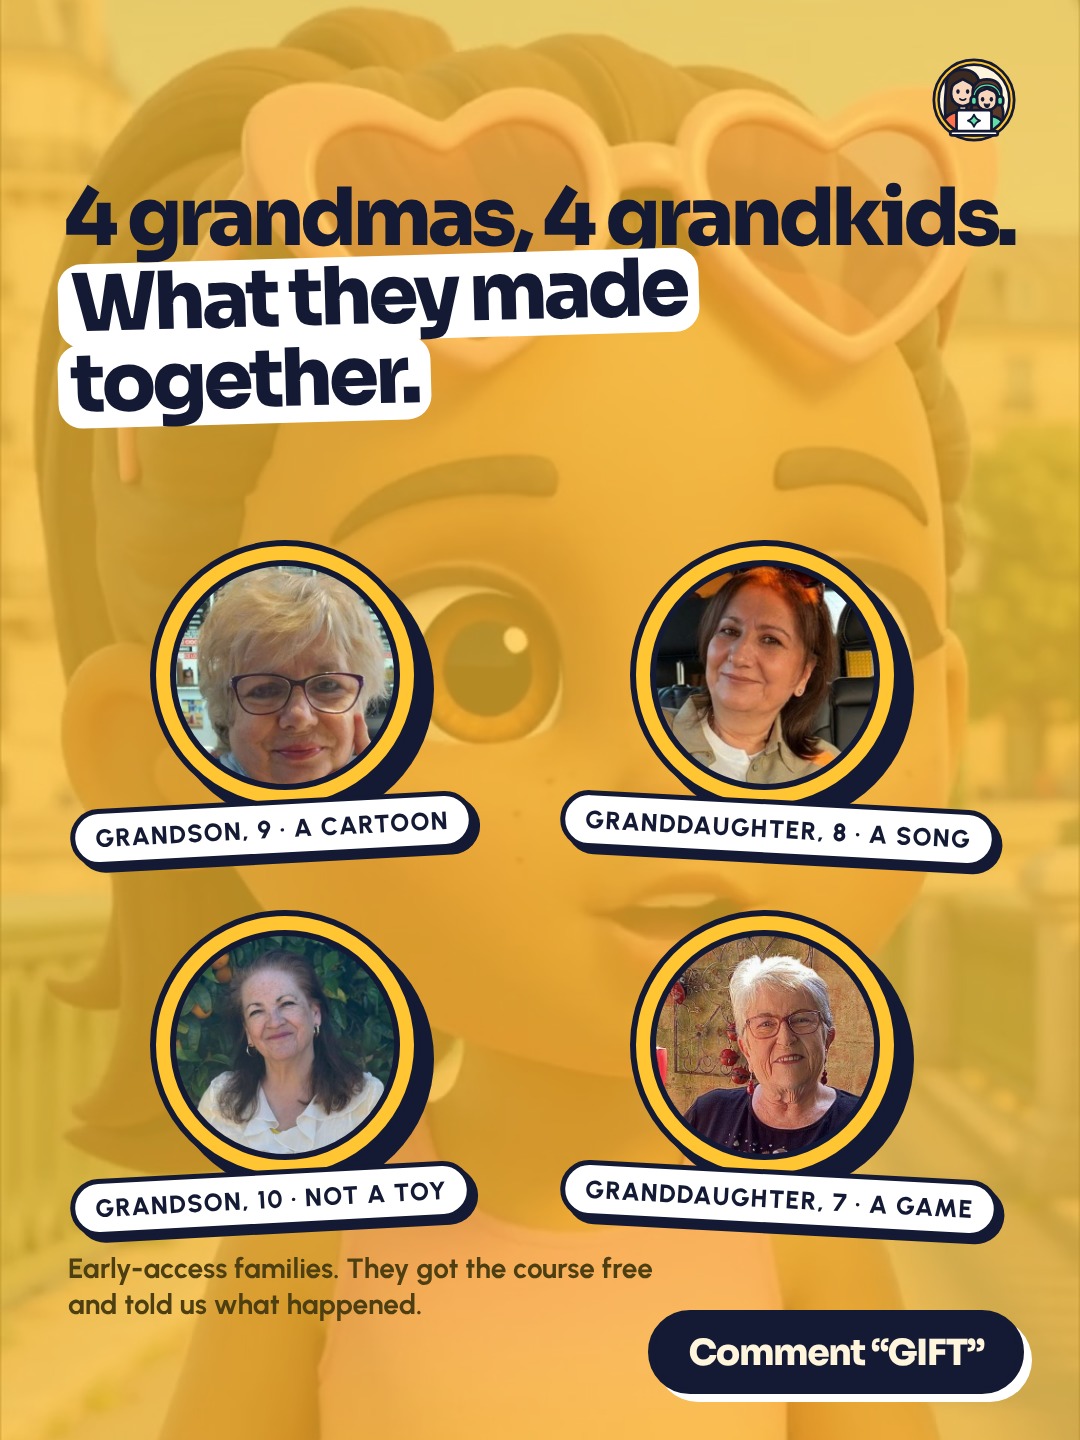 4 grandmas, 4 grandkids.
What they made
together.
GRANDSON, 9 · A CARTOON
GRANDDAUGHTER, 8 · A SONG
GRANDSON, 10 · NOT A TOY
GRANDDAUGHTER, 7 · A GAME
Early-access families. They got the course free
and told us what happened.
Comment “GIFT”